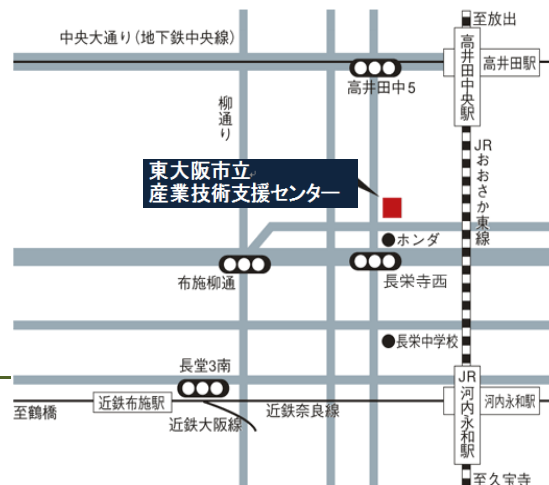 至放出
中央大通り(地下鉄中央線)
高井田中央駅
高井田駅
高井田中5
柳通り
JRおおさか東線
東大阪市立
産業技術支援センター
ホンダ
布施柳通
長栄寺西
長栄中学校
長堂3南
JR河内永和駅
近鉄布施駅
河内永和駅
至鶴橋
近鉄大阪線
近鉄奈良線
至久宝寺